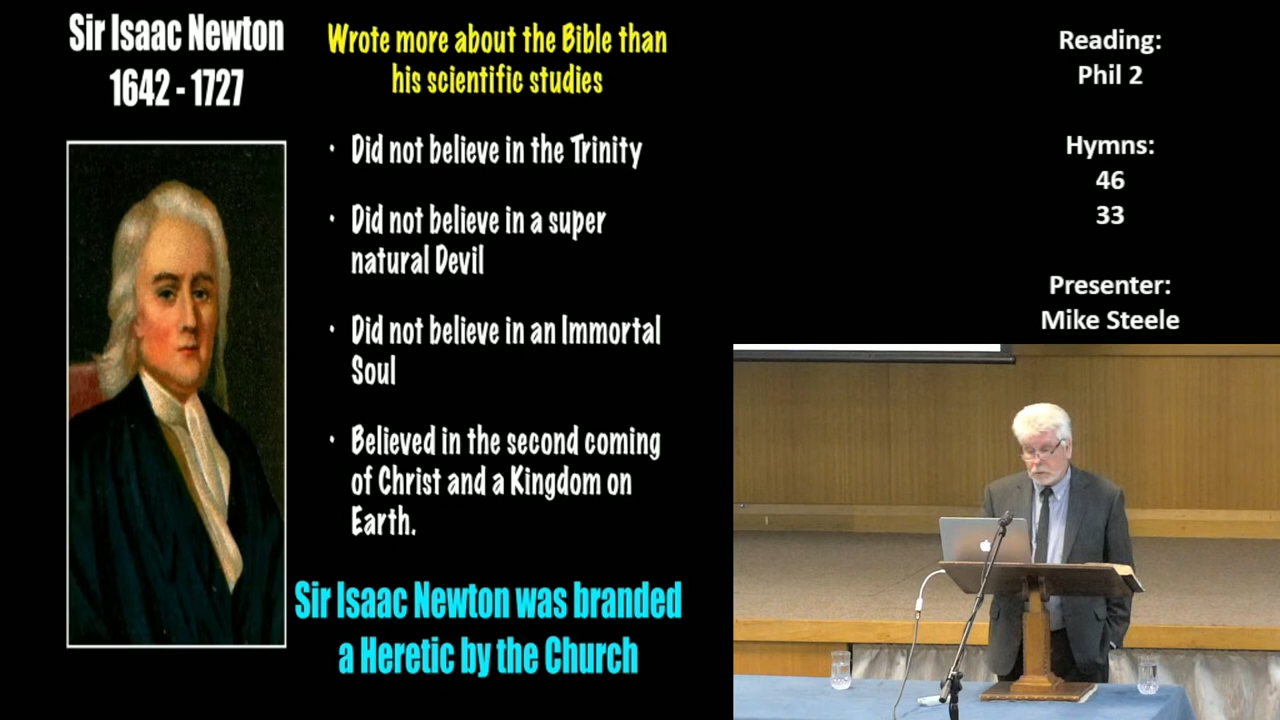 Sir Isaac Newton
1642 - 1727
Wrote more about the Bible than
his scientific studies
· Did not believe in the Trinity
· Did not believe in a super
natural Devil
· Did not believe in an Immortal
Soul
· Believed in the second coming
of Christ and a Kingdom on
Earth.
Sir Isaac Newton was branded
a Heretic by the Church
Reading:
Phil 2
Hymns:
46
33
Presenter:
Mike Steele